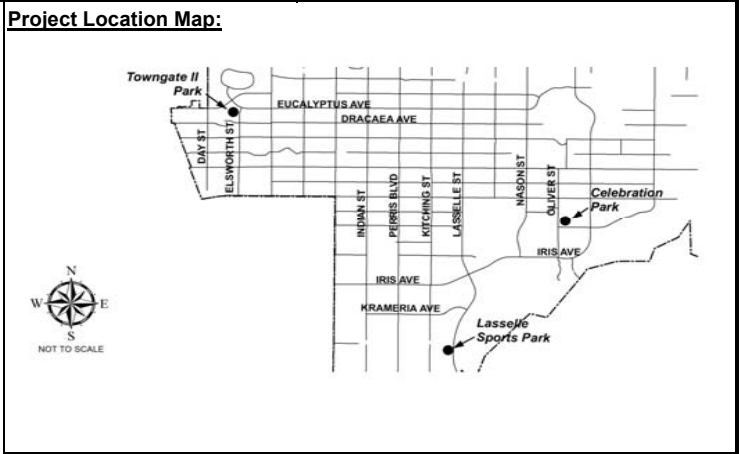 Project Location Map:
Towngate II
Park
EUCALYPTUS AVE
DRACAEA AVE
DAY ST
ELSWORTH ST
INDIAN ST
PERRIS BLVD
KITCHING ST
LASSELLE ST
NASON ST
OLIVER ST
Celebration
Park
IRIS AVE
IRIS AVE
KRAMERIA AVE
Lasselle
Sports Park
N
W
E
S
NOT TO SCALE